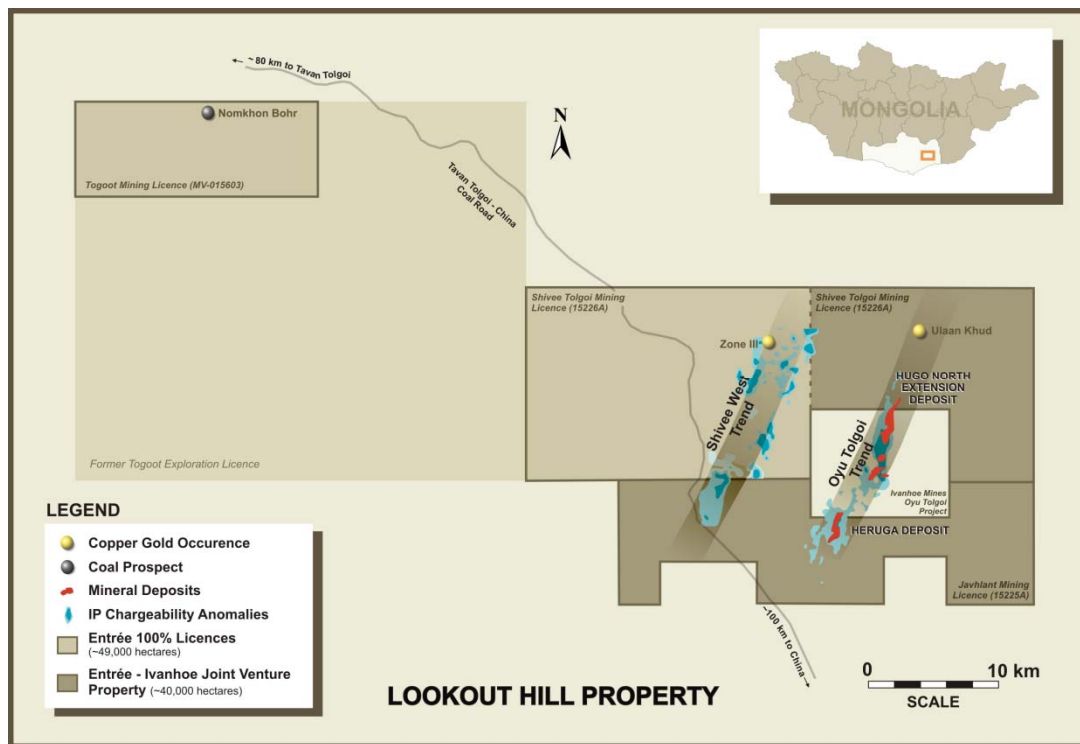 ~ 80 km to Tavan Tolgoi
Nomkhon Bohr
Togoot Mining Licence (MV-015603)
N
MONGOLIA
Tavan Tolgoi - China
Coal Road
Shivee Tolgoi Mining
Licence (15226A)
Shivee Tolgoi Mining
Licence (15226A)
Zone III
Ulaan Khud
HUGO NORTH
EXTENSION
DEPOSIT
Shivee West
Trend
Oyu Tolgoi
Trend
Former Togoot Exploration Licence
Ivanhoe Mines
Oyu Tolgoi
Project
HERUGA DEPOSIT
Javhlant Mining
Licence (15225A)
~100 km to China
LEGEND
Copper Gold Occurence
Coal Prospect
Mineral Deposits
IP Chargeability Anomalies
Entrée 100% Licences
(~49,000 hectares)
Entrée - Ivanhoe Joint Venture
Property (~40,000 hectares)
LOOKOUT HILL PROPERTY
0 10 km
SCALE